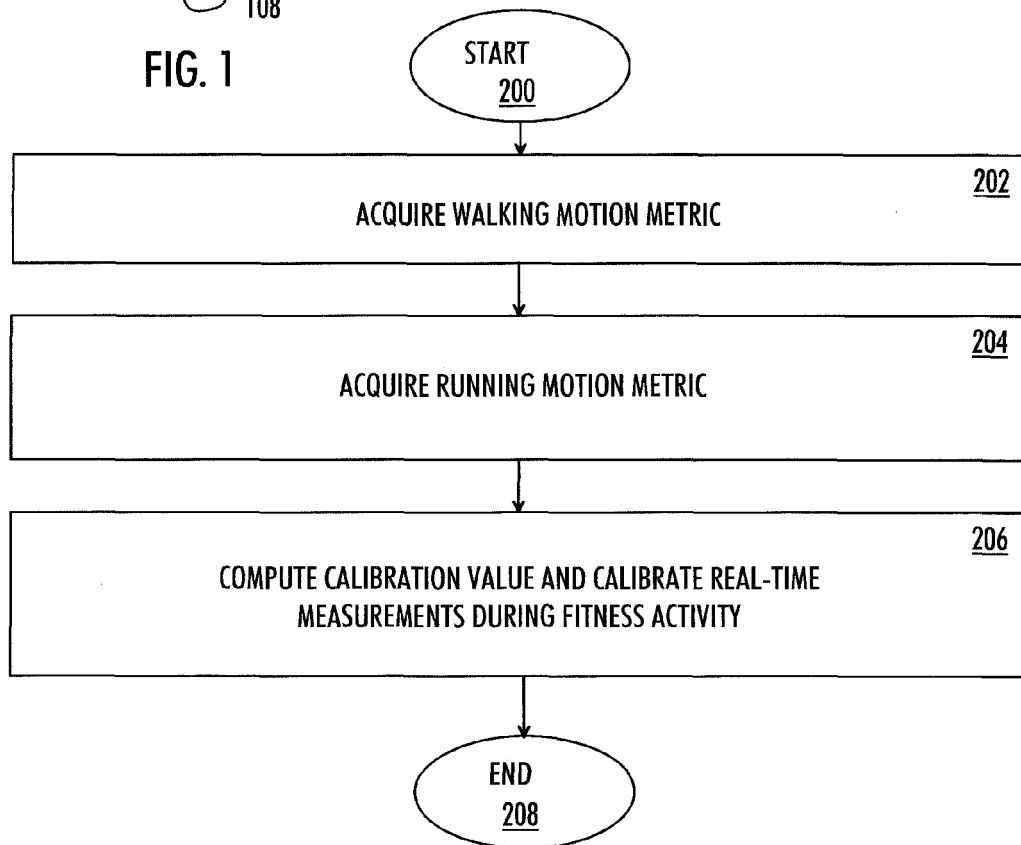 108
FIG. 1
START
200
202
ACQUIRE WALKING MOTION METRIC
204
ACQUIRE RUNNING MOTION METRIC
206
COMPUTE CALIBRATION VALUE AND CALIBRATE REAL-TIME
MEASUREMENTS DURING FITNESS ACTIVITY
END
208